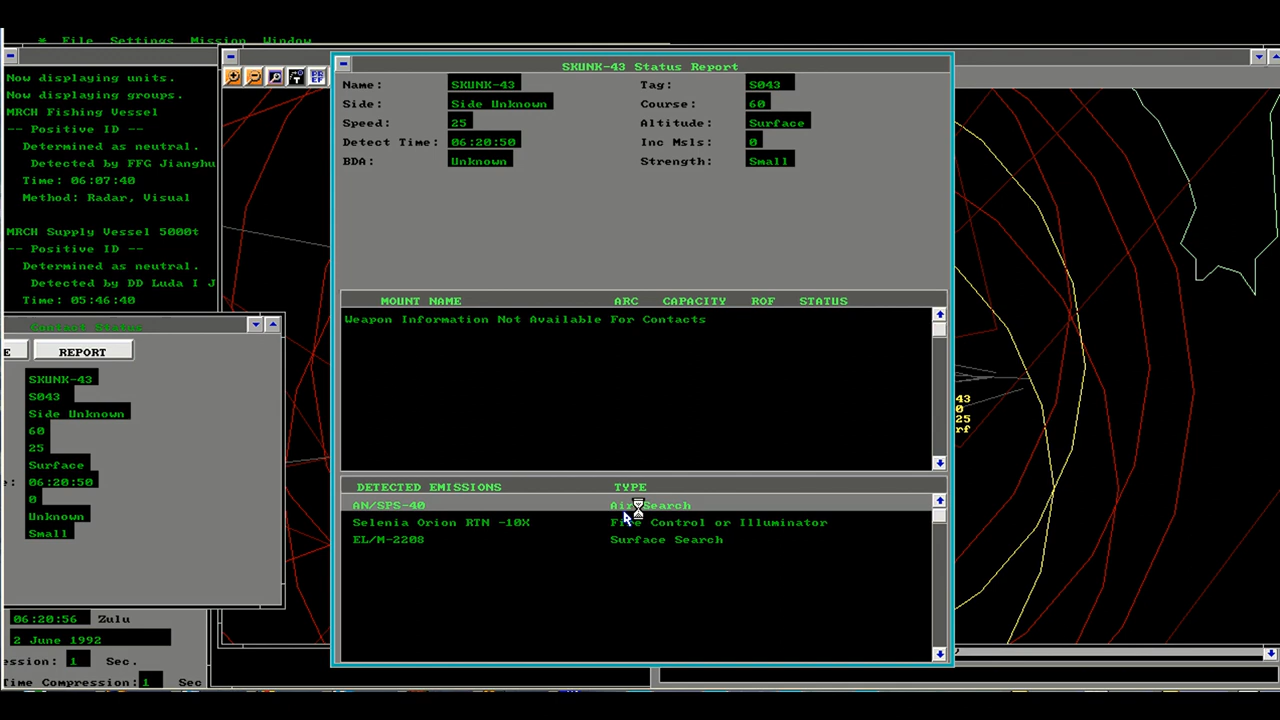 * File Settings Mission Window
Now displaying units.
Now displaying groups.
MRCH Fishing Vessel
-- Positive ID --
Determined as neutral.
Detected by FFG Jianghu
Time: 06:07:40
Method: Radar, Visual
MRCH Supply Vessel 5000t
-- Positive ID --
Determined as neutral.
Detected by DD Luda I J
Time: 05:46:40
Contact Status
E REPORT
SKUNK-43
S043
Side Unknown
60
25
Surface
: 06:20:50
0
Unknown
Small
06:20:56 Zulu
2 June 1992
ession: 1 Sec.
Time Compression: 1 Sec
SKUNK-43 Status Report
Name: SKUNK-43 Tag: S043
Side: Side Unknown Course: 60
Speed: 25 Altitude: Surface
Detect Time: 06:20:50 Inc Msls: 0
BDA: Unknown Strength: Small
MOUNT NAME ARC CAPACITY ROF STATUS
Weapon Information Not Available For Contacts
DETECTED EMISSIONS TYPE
AN/SPS-40 Air Search
Selenia Orion RTN -10X Fire Control or Illuminator
EL/M-2208 Surface Search
43
0
25
rf